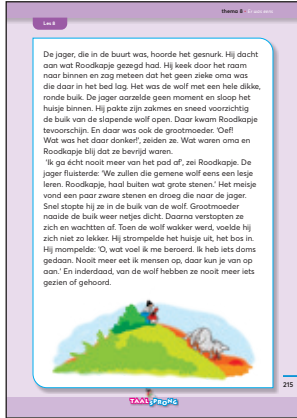 thema 8 - Er was eens
Les 8
De jager, die in de buurt was, hoorde het gesnurk. Hij dacht
aan wat Roodkapje gezegd had. Hij keek door het raam
naar binnen en zag meteen dat het geen zieke oma was
die daar in het bed lag. Het was de wolf met een hele dikke,
ronde buik. De jager aarzelde geen moment en sloop het
huisje binnen. Hij pakte zijn zakmes en sneed voorzichtig
de buik van de slapende wolf open. Daar kwam Roodkapje
tevoorschijn. En daar was ook de grootmoeder. 'Oef!
Wat was het daar donker!', zeiden ze. Wat waren oma en
Roodkapje blij dat ze bevrijd waren.
'Ik ga écht nooit meer van het pad af', zei Roodkapje. De
jager fluisterde: 'We zullen die gemene wolf eens een lesje
leren. Roodkapje, haal buiten wat grote stenen.' Het meisje
vond een paar zware stenen en droeg die naar de jager.
Snel stopte hij ze in de buik van de wolf. Grootmoeder
naaide de buik weer netjes dicht. Daarna verstopten ze
zich en wachtten af. Toen de wolf wakker werd, voelde hij
zich niet zo lekker. Hij strompelde het huisje uit, het bos in.
Hij mompelde: 'O, wat voel ik me beroerd. Ik heb iets doms
gedaan. Nooit meer eet ik mensen op, daar kun je van op
aan.' En inderdaad, van de wolf hebben ze nooit meer iets
gezien of gehoord.
215
TAALSPRONG